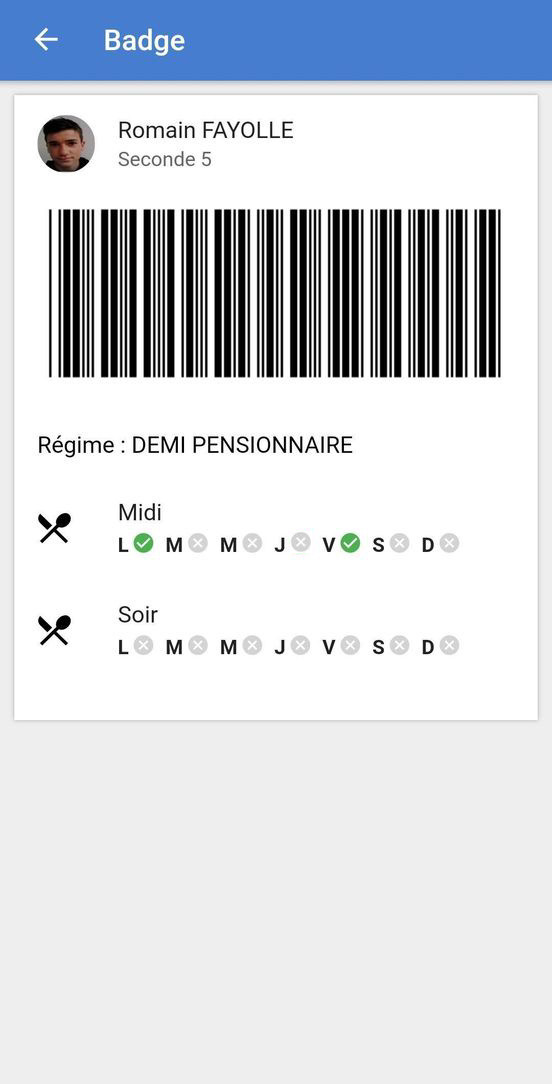 Badge
Romain FAYOLLE
Seconde 5
Régime : DEMI PENSIONNAIRE
Midi
L M M J V S D
Soir
L M M J V S D